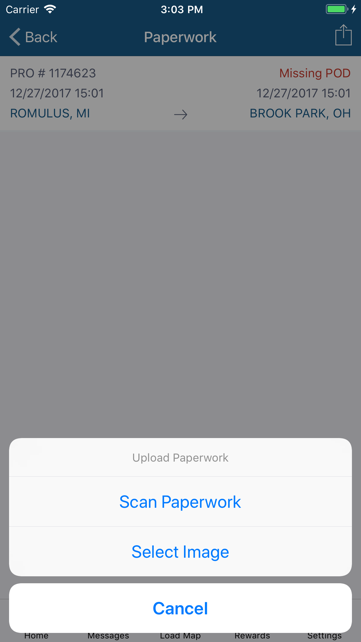 Carrier 3:03 PM
Back Paperwork
PRO # 1174623 Missing POD
12/27/2017 15:01 12/27/2017 15:01
ROMULUS, MI → BROOK PARK, OH
Upload Paperwork
Scan Paperwork
Select Image
Cancel
Home Messages Load Map Rewards Settings